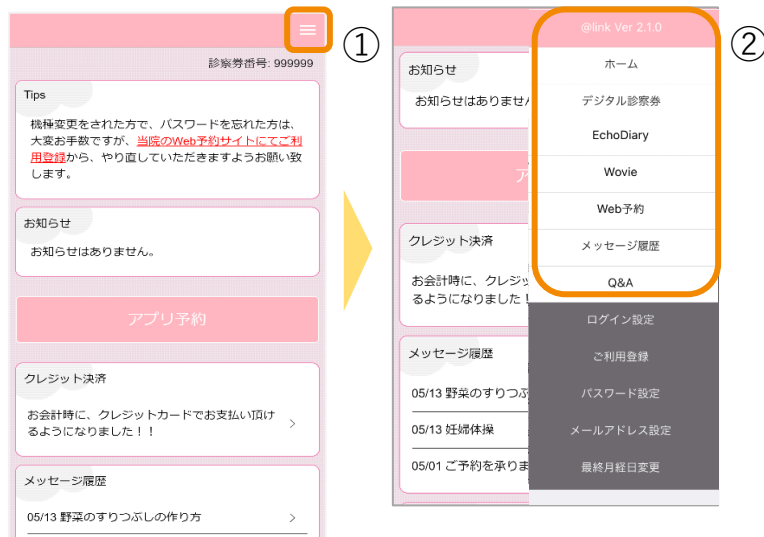 ①
診察券番号: 999999
Tips
機種変更をされた方で、パスワードを忘れた方は、
大変お手数ですが、当院のWeb予約サイトにてご利
用登録から、やり直していただきますようお願い致
します。
お知らせ
お知らせはありません。
アプリ予約
クレジット決済
お会計時に、クレジットカードでお支払い頂け
るようになりました！！
メッセージ履歴
05/13 野菜のすりつぶしの作り方
②
お知らせ
お知らせはありませ
ア
クレジット決済
お会計時に、クレジッ
るようになりました！
メッセージ履歴
05/13 野菜のすりつぶ
05/13 妊婦体操
05/01 ご予約を承りま
@link Ver 2.1.0
ホーム
デジタル診察券
EchoDiary
Wovie
Web予約
メッセージ履歴
Q&A
ログイン設定
ご利用登録
パスワード設定
メールアドレス設定
最終月経日変更